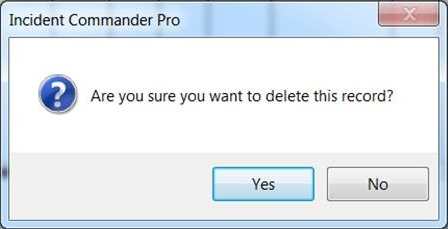 Incident Commander Pro
Are you sure you want to delete this record?
Yes
No